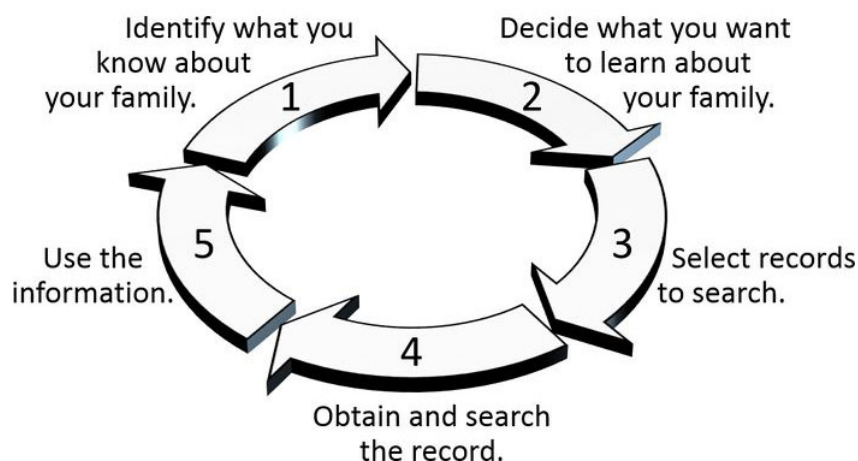 1
Identify what you
know about
your family.
2
Decide what you want
to learn about
your family.
3
Select records
to search.
4
Obtain and search
the record.
5
Use the
information.